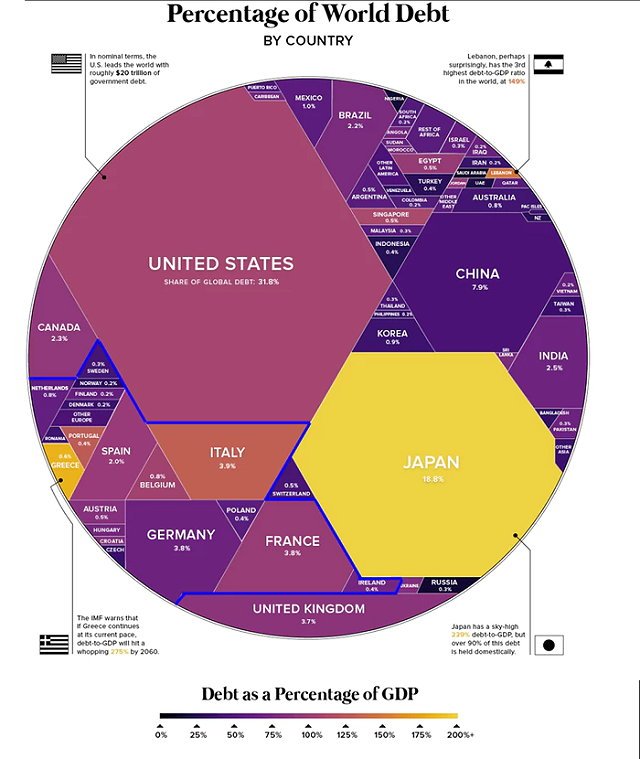 Percentage of World Debt
BY COUNTRY
In nominal terms, the
U.S. leads the world with
roughly $20 trillion of
government debt.
Lebanon, perhaps
surprisingly, has the 3rd
highest debt-to-GDP ratio
in the world, at 149%
PUERTO RICO
CARIBBEAN
MEXICO
1.0%
BRAZIL
2.2%
NIGERIA
SOUTH
AFRICA
0.2%
ANGOLA
SUDAN
MOROCCO
REST OF
AFRICA
ISRAEL
0.3%
0.2%
IRAQ
EGYPT
0.5%
IRAN 0.2%
SAUDI ARABIA
LEBANON
OTHER
LATIN
AMERICA
TURKEY
0.4%
JORDAN
UAE
QATAR
0.5%
ARGENTINA
VENEZUELA
COLOMBIA
0.2%
OTHER
MIDDLE
EAST
AUSTRALIA
0.8%
PAC ISLES
NZ
SINGAPORE
0.5%
MALAYSIA 0.3%
INDONESIA
0.4%
UNITED STATES
SHARE OF GLOBAL DEBT: 31.8%
CHINA
7.9%
0.3%
THAILAND
PHILIPPINES 0.2%
KOREA
0.9%
0.2%
VIETNAM
TAIWAN
0.3%
SRI
LANKA
INDIA
2.5%
BANGLADESH
0.3%
PAKISTAN
OTHER
ASIA
CANADA
2.3%
0.3%
SWEDEN
NORWAY 0.2%
FINLAND 0.2%
DENMARK 0.2%
OTHER
EUROPE
NETHERLANDS
0.8%
ROMANIA
PORTUGAL
0.4%
0.6%
GREECE
SPAIN
2.0%
ITALY
3.9%
0.8%
BELGIUM
0.5%
SWITZERLAND
JAPAN
18.8%
AUSTRIA
0.5%
HUNGARY
CROATIA
CZECH
GERMANY
3.8%
POLAND
0.4%
FRANCE
3.8%
IRELAND
0.4%
UKRAINE
RUSSIA
0.3%
UNITED KINGDOM
3.7%
The IMF warns that
if Greece continues
at its current pace,
debt-to-GDP will hit a
whopping 275% by 2060.
Japan has a sky-high
239% debt-to-GDP, but
over 90% of this debt
is held domestically.
Debt as a Percentage of GDP
0% 25% 50% 75% 100% 125% 150% 175% 200%+